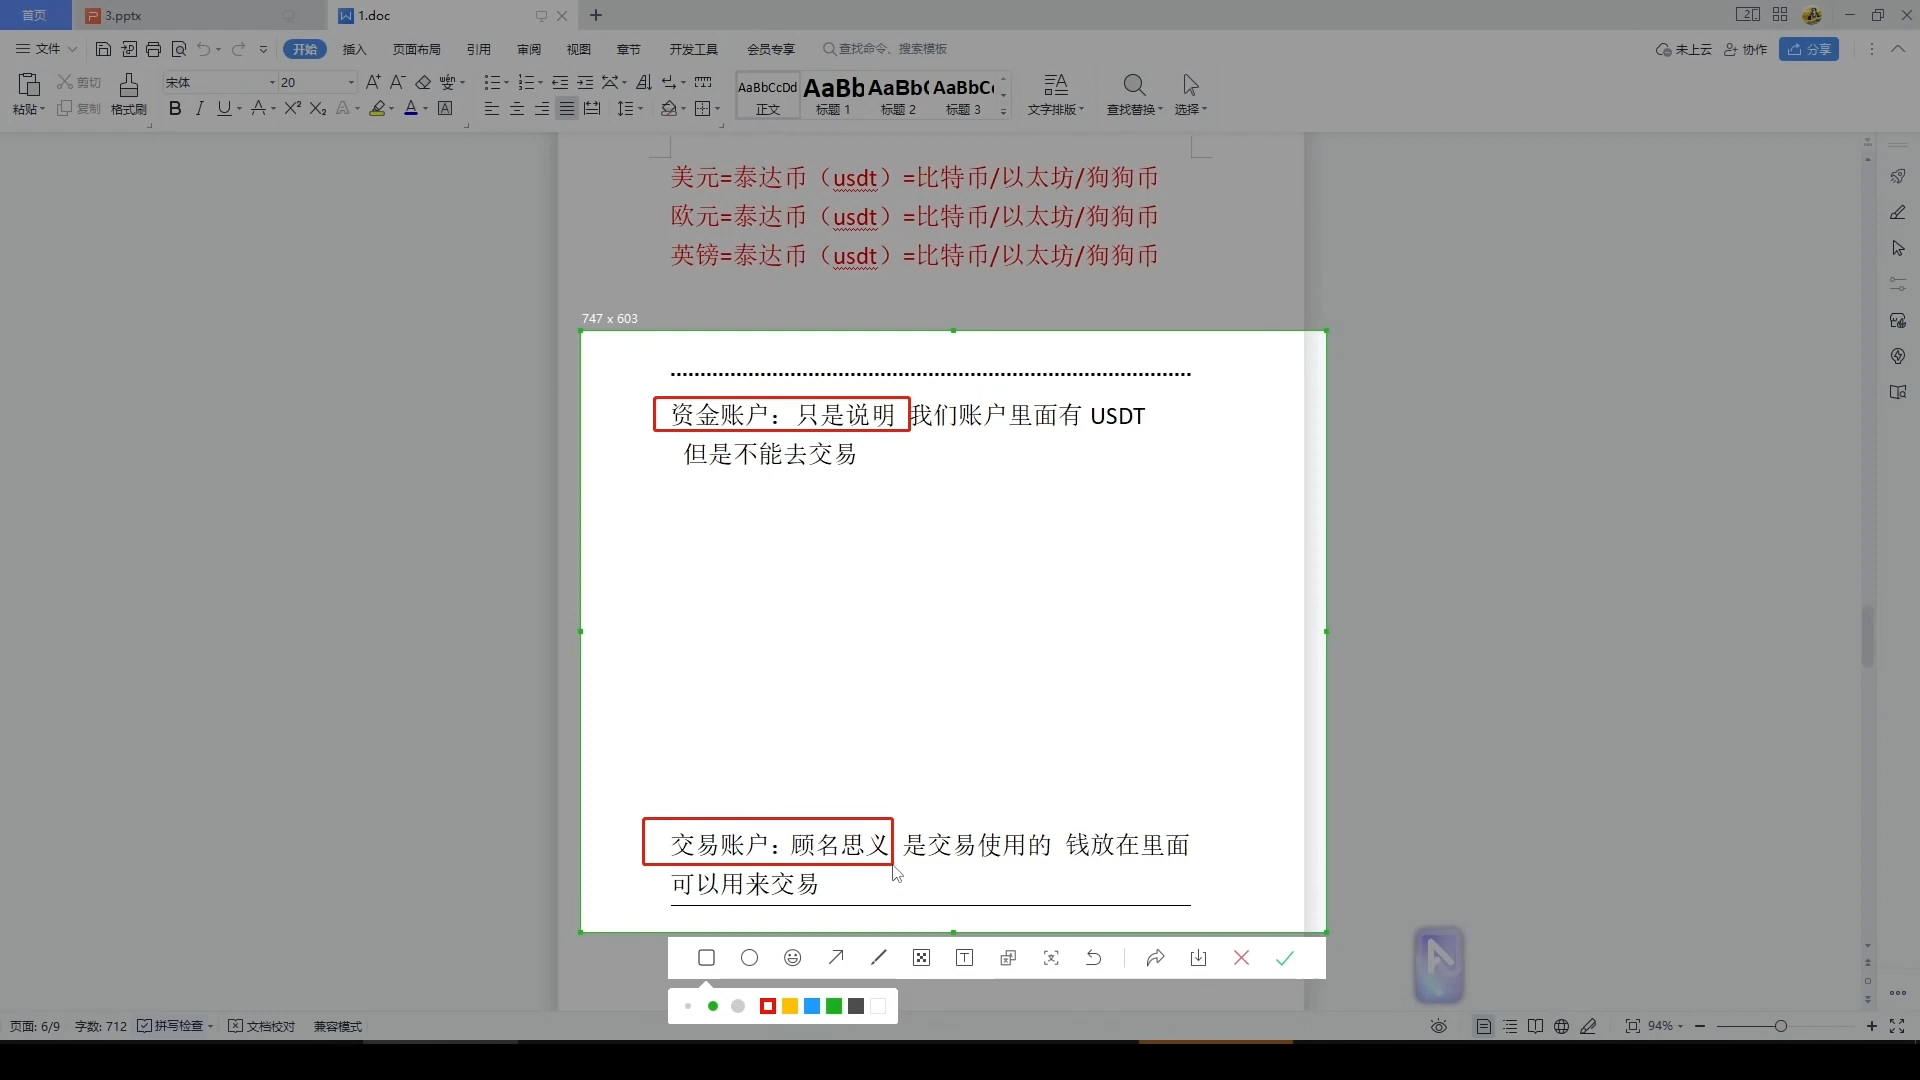 首页
3.pptx
1.doc
文件
开始
插入
页面布局
引用
审阅
视图
章节
开发工具
会员专享
查找命令、搜索模板
未上云
协作
分享
粘贴
剪切
复制
格式刷
宋体
20
AaBbCcDd
正文
AaBb
标题 1
AaBb(
标题 2
AaBbC
标题 3
文字排版
查找替换
选择
美元=泰达币（usdt）=比特币/以太坊/狗狗币
欧元=泰达币（usdt）=比特币/以太坊/狗狗币
英镑=泰达币（usdt）=比特币/以太坊/狗狗币
747 x 603
资金账户：只是说明 我们账户里面有 USDT
但是不能去交易
交易账户：顾名思义 是交易使用的 钱放在里面
可以用来交易
页面: 6/9
字数: 712
拼写检查
文档校对
兼容模式
94%